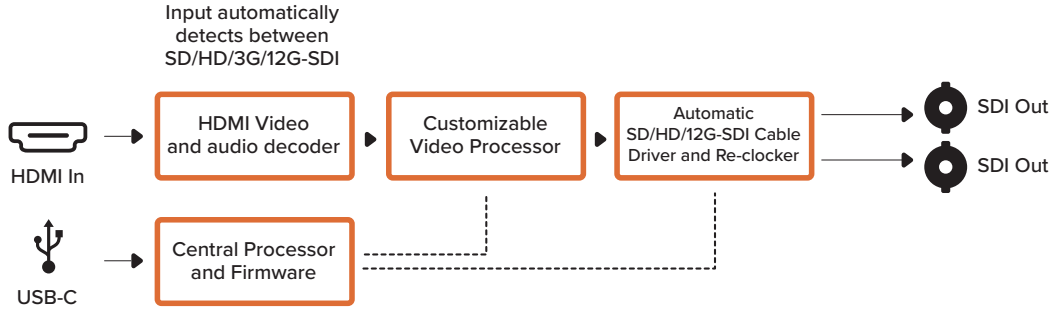 Input automatically
detects between
SD/HD/3G/12G-SDI
HDMI In
HDMI Video
and audio decoder
Customizable
Video Processor
Automatic
SD/HD/12G-SDI Cable
Driver and Re-clocker
SDI Out
SDI Out
USB-C
Central Processor
and Firmware